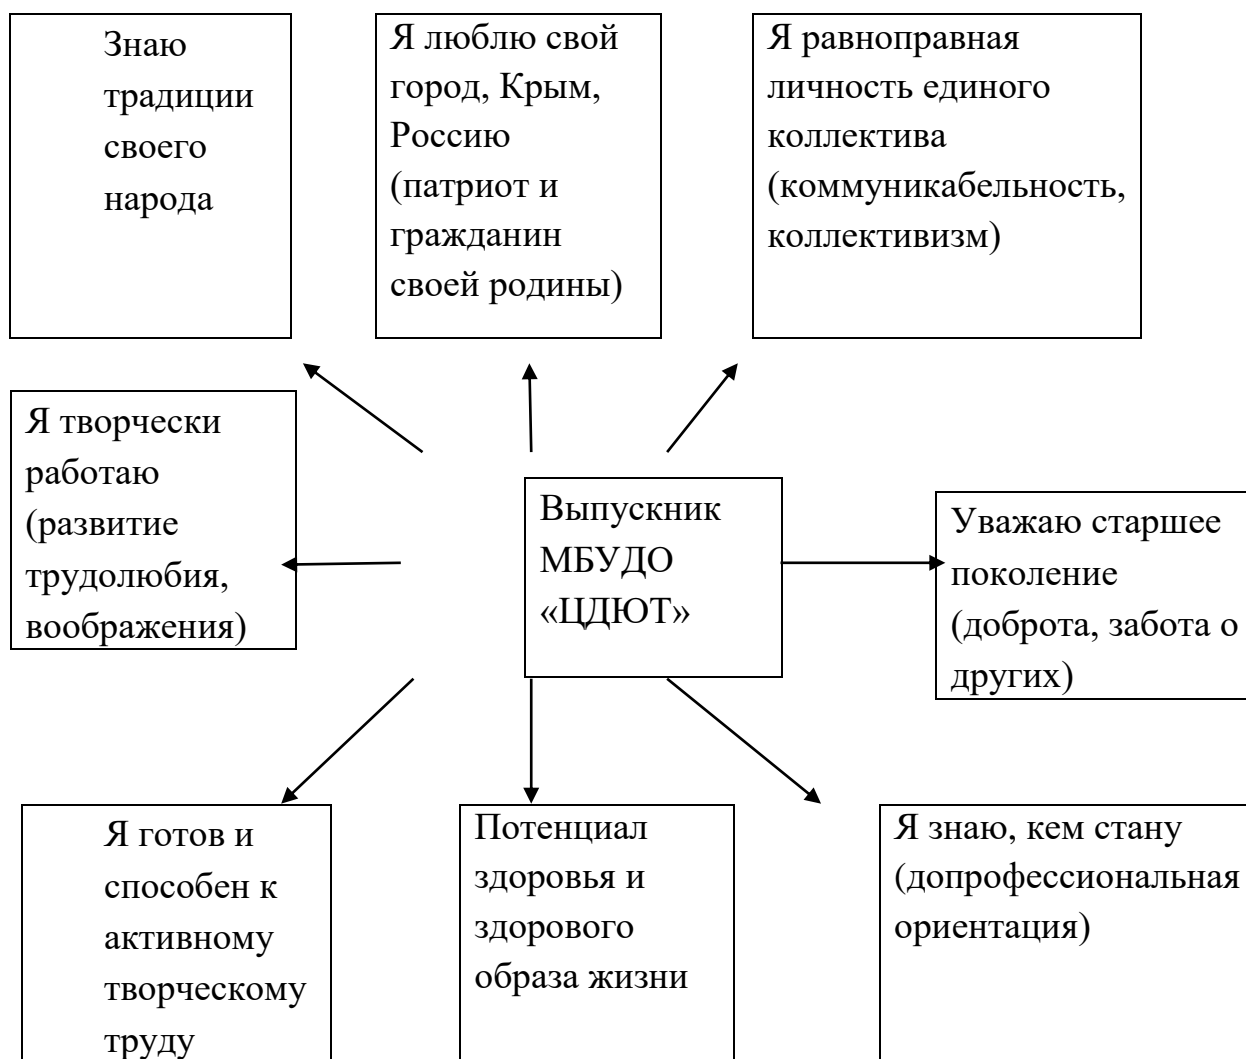 Знаю
традиции
своего
народа
Я люблю свой
город, Крым,
Россию
(патриот и
гражданин
своей родины)
Я равноправная
личность единого
коллектива
(коммуникабельность,
коллективизм)
Я творчески
работаю
(развитие
трудолюбия,
воображения)
Выпускник
МБУДО
«ЦДЮТ»
Уважаю старшее
поколение
(доброта, забота о
других)
Я готов и
способен к
активному
творческому
труду
Потенциал
здоровья и
здорового
образа жизни
Я знаю, кем стану
(допрофессиональная
ориентация)